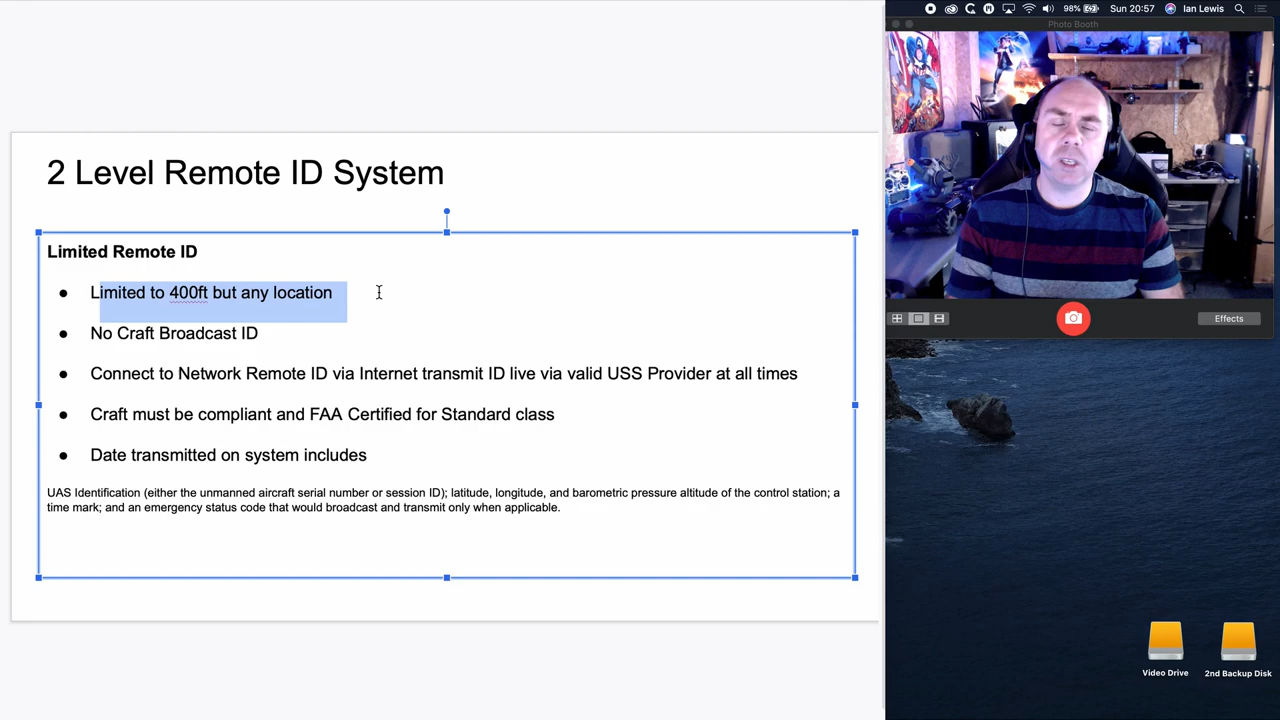 98%
Sun 20:57
Ian Lewis
Photo Booth
2 Level Remote ID System
Limited Remote ID
● Limited to 400ft but any location
● No Craft Broadcast ID
● Connect to Network Remote ID via Internet transmit ID live via valid USS Provider at all times
● Craft must be compliant and FAA Certified for Standard class
● Date transmitted on system includes
UAS Identification (either the unmanned aircraft serial number or session ID); latitude, longitude, and barometric pressure altitude of the control station; a
time mark; and an emergency status code that would broadcast and transmit only when applicable.
Effects
Video Drive
2nd Backup Disk